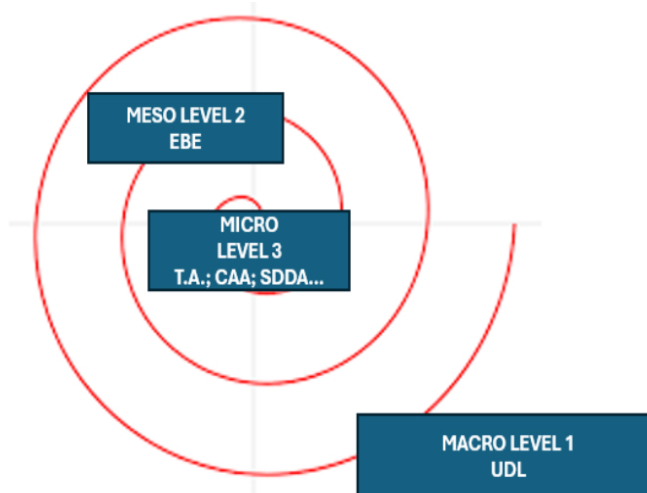 MESO LEVEL 2
EBE
MICRO
LEVEL 3
T.A.; CAA; SDDA...
MACRO LEVEL 1
UDL